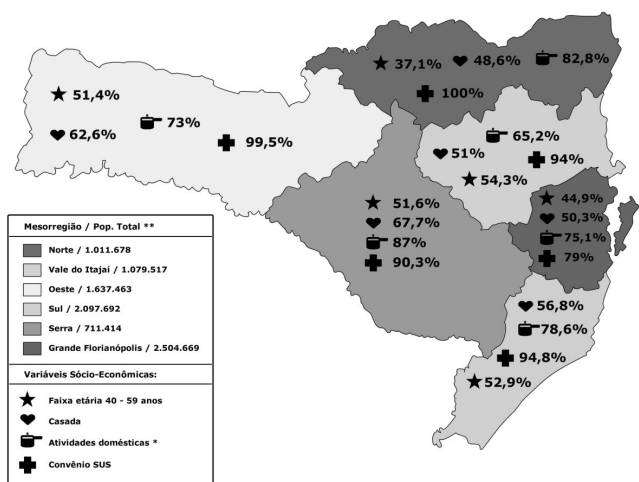 37,1%
48,6%
82,8%
100%
51,4%
73%
62,6%
99,5%
65,2%
51%
94%
54,3%
51,6%
67,7%
87%
90,3%
44,9%
50,3%
75,1%
79%
56,8%
78,6%
94,8%
52,9%
Mesorregião / Pop. Total **
Norte / 1.011.678
Vale do Itajaí / 1.079.517
Oeste / 1.637.463
Sul / 2.097.692
Serra / 711.414
Grande Florianópolis / 2.504.669
Variáveis Sócio-Econômicas:
Faixa etária 40 - 59 anos
Casada
Atividades domésticas *
Convênio SUS